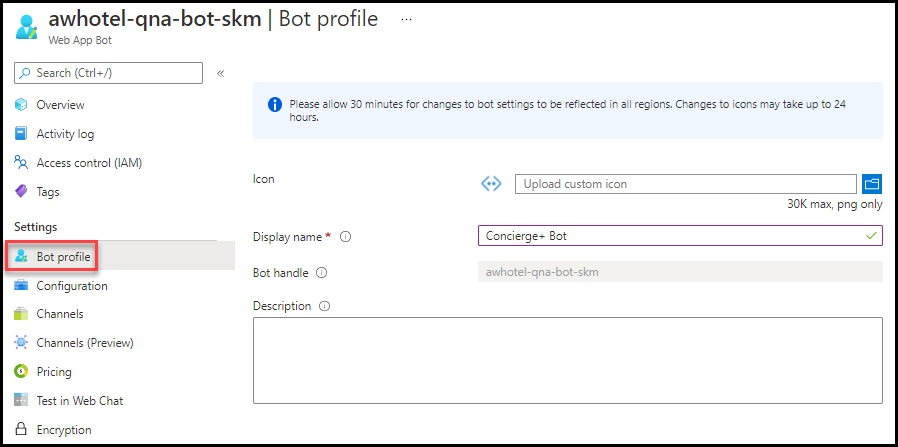 awhotel-qna-bot-skm | Bot profile ...
Web App Bot
Search (Ctrl+/) «
Overview
Activity log
Access control (IAM)
Tags
Settings
Bot profile
Configuration
Channels
Channels (Preview)
Pricing
Test in Web Chat
Encryption
Please allow 30 minutes for changes to bot settings to be reflected in all regions. Changes to icons may take up to 24
hours.
Icon Upload custom icon
30K max, png only
Display name * Concierge+ Bot
Bot handle awhotel-qna-bot-skm
Description